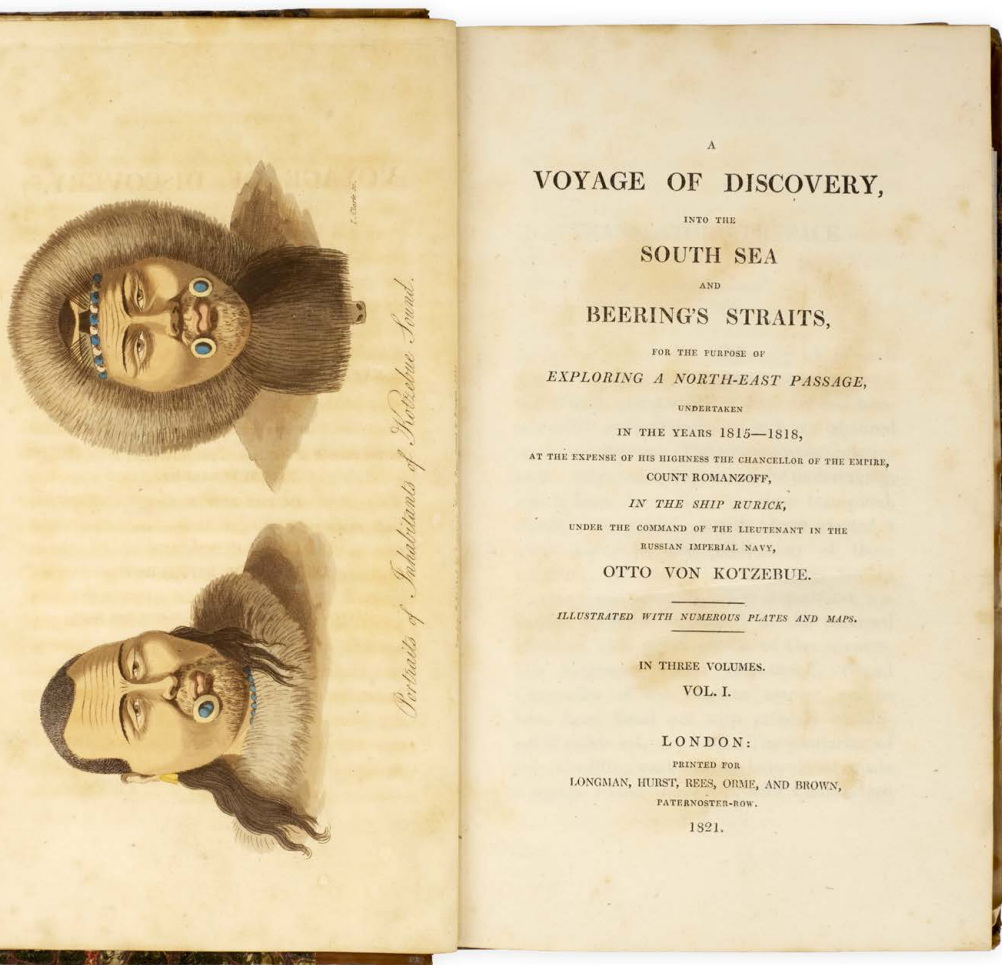 Portraits of Inhabitants of Kotzebue Sound.
A
VOYAGE OF DISCOVERY,
INTO THE
SOUTH SEA
AND
BEERING'S STRAITS,
FOR THE PURPOSE OF
EXPLORING A NORTH-EAST PASSAGE,
UNDERTAKEN
IN THE YEARS 1815—1818,
AT THE EXPENSE OF HIS HIGHNESS THE CHANCELLOR OF THE EMPIRE,
COUNT ROMANZOFF,
IN THE SHIP RURICK,
UNDER THE COMMAND OF THE LIEUTENANT IN THE
RUSSIAN IMPERIAL NAVY,
OTTO VON KOTZEBUE.
ILLUSTRATED WITH NUMEROUS PLATES AND MAPS.
IN THREE VOLUMES.
VOL. I.
LONDON:
PRINTED FOR
LONGMAN, HURST, REES, ORME, AND BROWN,
PATERNOSTER-ROW.
1821.